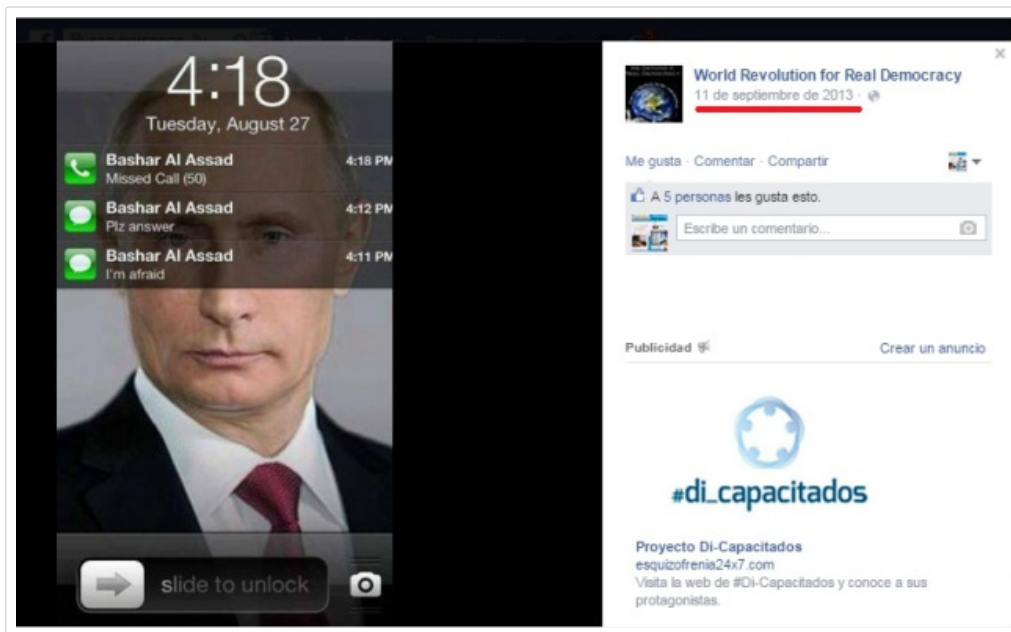 4:18
Tuesday, August 27
Bashar Al Assad 4:18 PM
Missed Call (50)
Bashar Al Assad 4:12 PM
Plz answer
Bashar Al Assad 4:11 PM
I'm afraid
slide to unlock
World Revolution for Real Democracy
11 de septiembre de 2013 ·
Me gusta · Comentar · Compartir
A 5 personas les gusta esto.
Escribe un comentario...
Publicidad
Crear un anuncio
#di_capacitados
Proyecto Di-Capacitados
esquizofrenia24x7.com
Visita la web de #Di-Capacitados y conoce a sus
protagonistas.